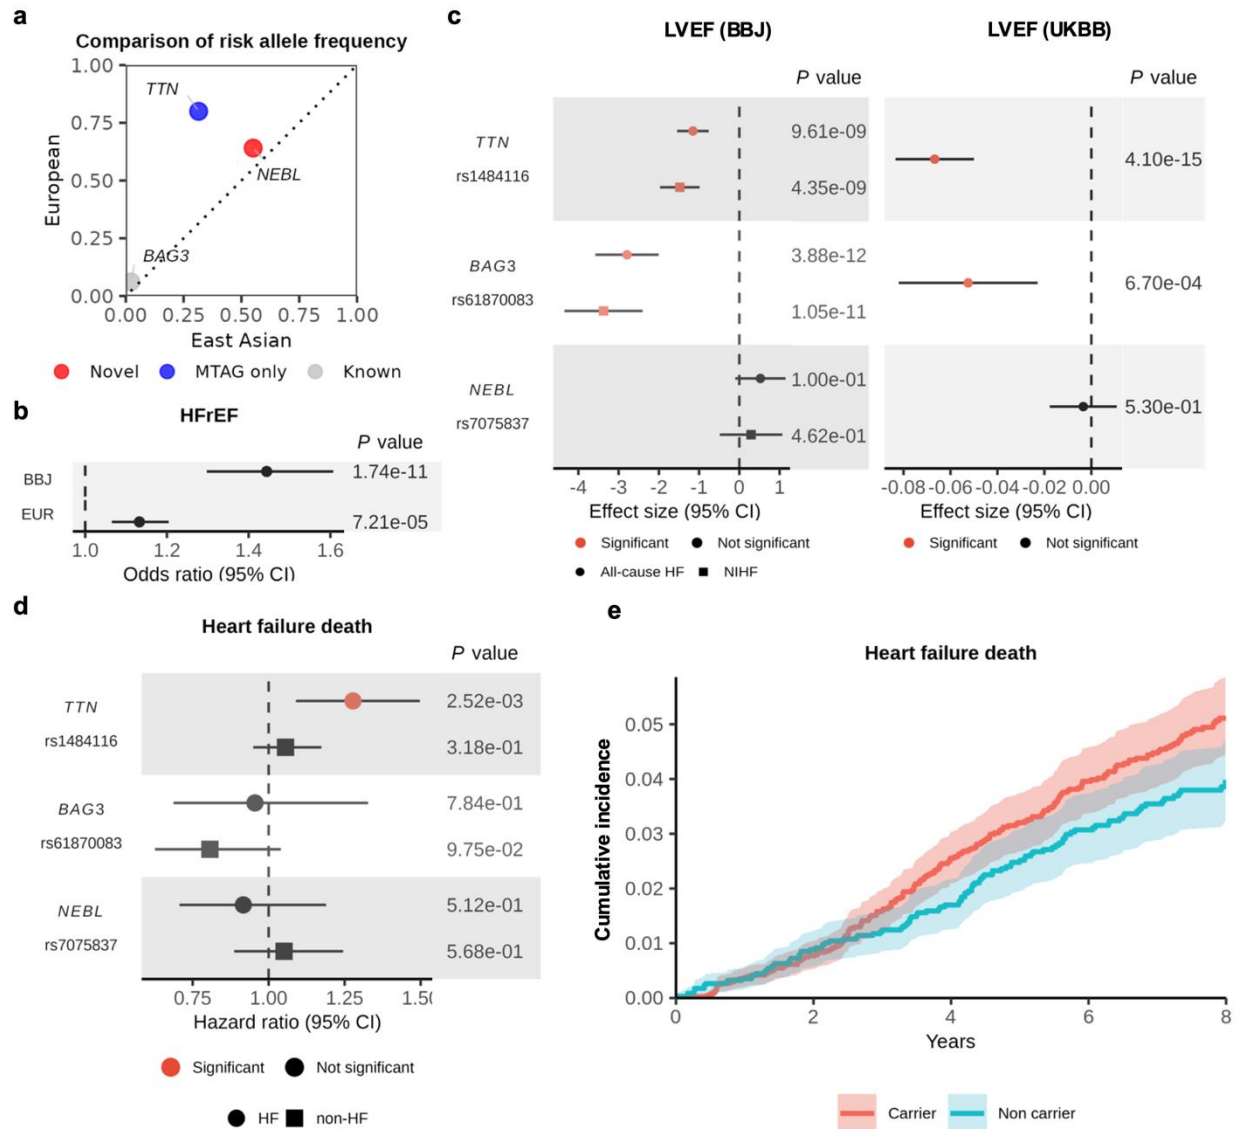 a
Comparison of risk allele frequency
1.00
0.75
0.50
0.25
0.00
European
TTN
NEBL
BAG3
0.00 0.25 0.50 0.75 1.00
East Asian
Novel MTAG only Known
b
HFrEF
P value
BBJ 1.74e-11
EUR 7.21e-05
1.0 1.2 1.4 1.6
Odds ratio (95% CI)
c
LVEF (BBJ)
P value
TTN
rs1484116
9.61e-09
4.35e-09
BAG3
rs61870083
3.88e-12
1.05e-11
NEBL
rs7075837
1.00e-01
4.62e-01
-4 -3 -2 -1 0 1
Effect size (95% CI)
Significant Not significant
All-cause HF NIHF
LVEF (UKBB)
P value
4.10e-15
6.70e-04
5.30e-01
-0.08 -0.06 -0.04 -0.02 0.00
Effect size (95% CI)
Significant Not significant
d
Heart failure death
P value
TTN
rs1484116
2.52e-03
3.18e-01
BAG3
rs61870083
7.84e-01
9.75e-02
NEBL
rs7075837
5.12e-01
5.68e-01
0.75 1.00 1.25 1.50
Hazard ratio (95% CI)
Significant Not significant
HF non-HF
e
Heart failure death
Cumulative incidence
0.05
0.04
0.03
0.02
0.01
0.00
0 2 4 6 8
Years
Carrier Non carrier